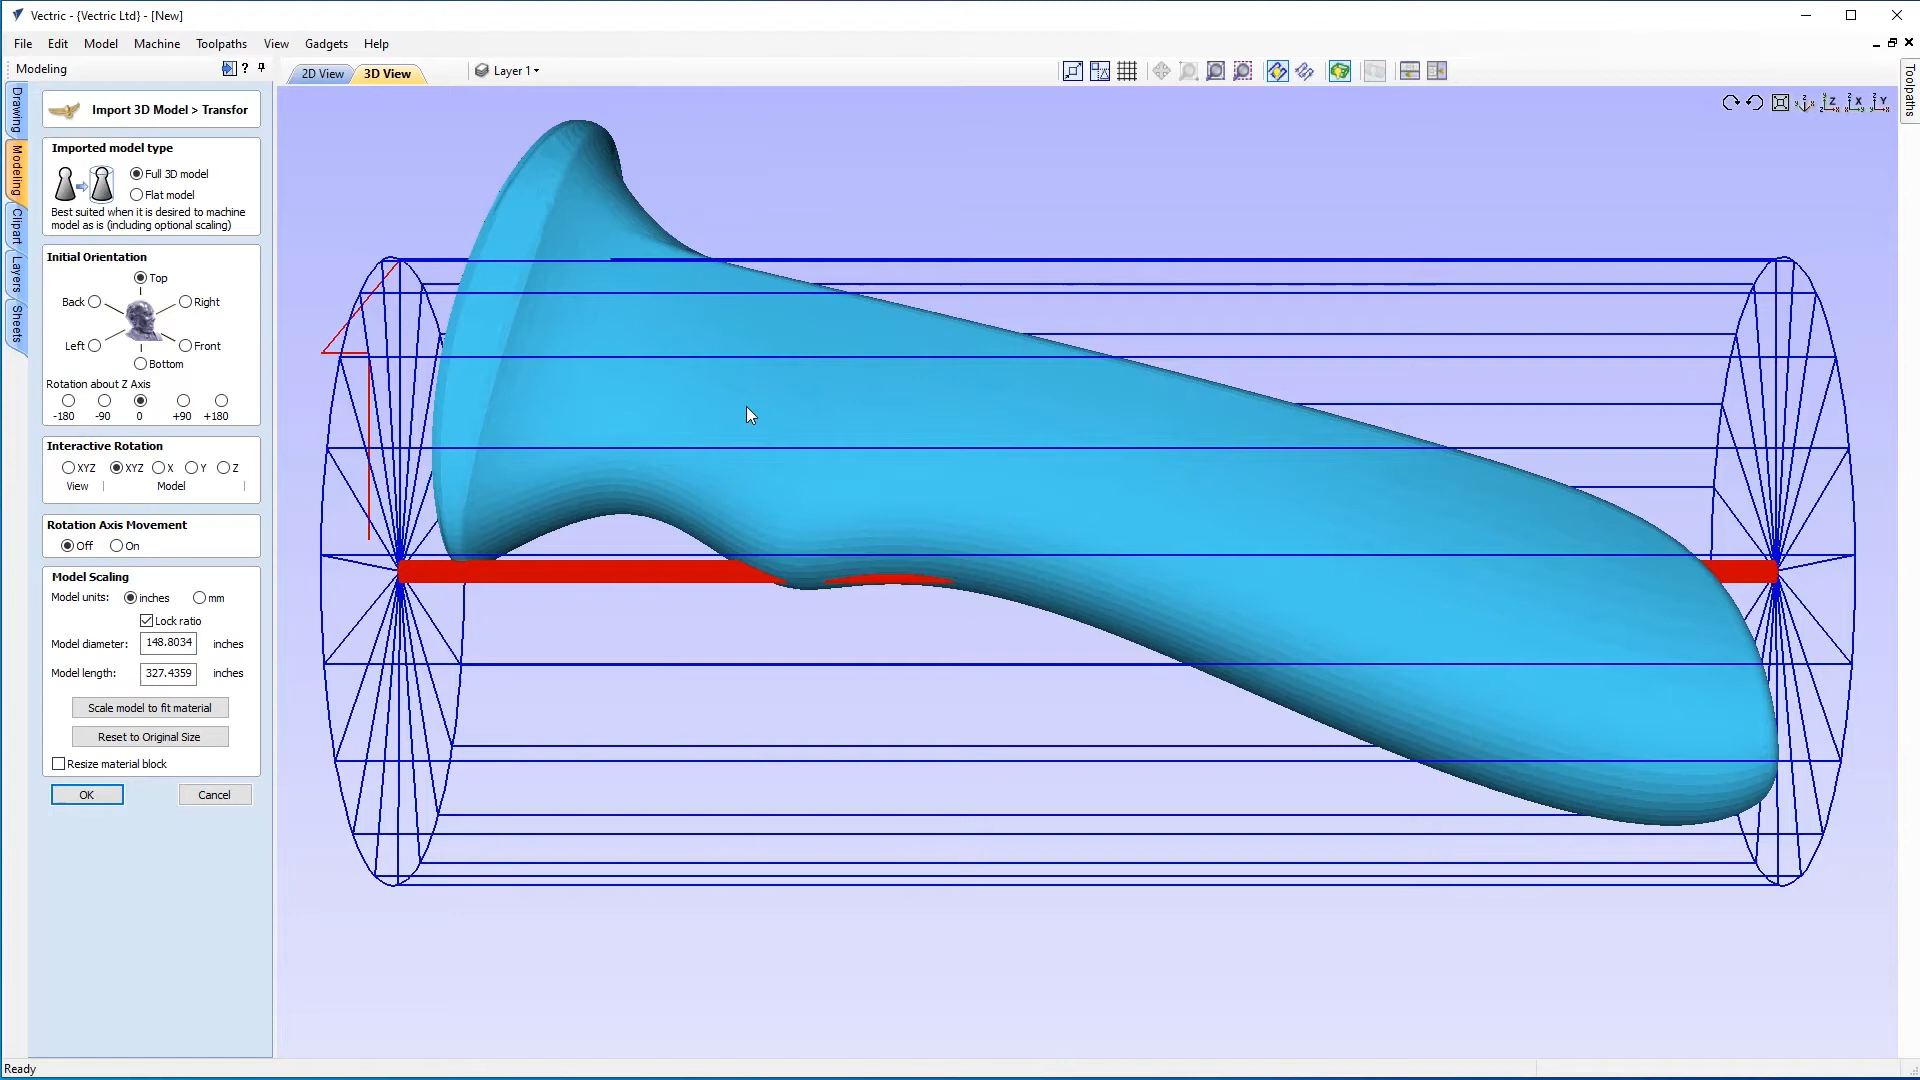 Vectric - {Vectric Ltd} - [New]
File Edit Model Machine Toolpaths View Gadgets Help
Modeling ?
2D View 3D View Layer 1
Drawing
Modeling
Clipart
Layers
Sheets
Toolpaths
Import 3D Model > Transfor
Imported model type
Full 3D model
Flat model
Best suited when it is desired to machine
model as is (including optional scaling)
Initial Orientation
Top
Back Right
Left Front
Bottom
Rotation about Z Axis
-180 -90 0 +90 +180
Interactive Rotation
XYZ XYZ X Y Z
View | Model |
Rotation Axis Movement
Off On
Model Scaling
Model units: inches mm
Lock ratio
Model diameter: 148.8034 inches
Model length: 327.4359 inches
Scale model to fit material
Reset to Original Size
Resize material block
OK Cancel
Ready